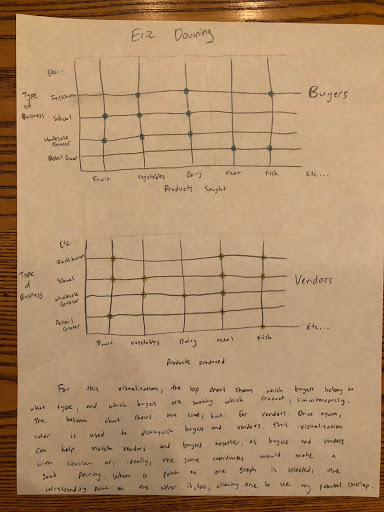 Eric Downing
Etc...
Type of Business
Institution
School
Wholesale Grocer
Retail Grocer
Buyers
Fruit Vegetables Dairy Meat Fish Etc...
Products Sought
Etc...
Type of Business
Institution
School
Wholesale Grocer
Retail Grocer
Vendors
Fruit Vegetables Dairy Meat Fish Etc...
Products produced
For this visualization, the top chart shows which buyers belong to
what type, and which buyers are seeking which product, simultaneously.
The bottom chart shows the same, but for vendors. Once again,
color is used to distinguish buyers and vendors. This visualization
can help match vendors and buyers together, as buyers and vendors
with similar or, ideally, the same coordinates would make a
good pairing. When a point on one graph is selected, the
corresponding point on the other is, too, allowing one to see any potential overlap.